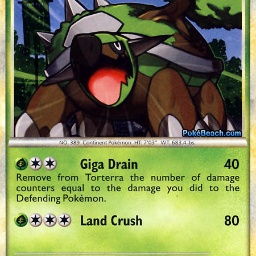 PokéBeach.com
NO. 389 Continent Pokémon HT: 7'03" WT: 683.4 lbs
Giga Drain 40
Remove from Torterra the number of damage
counters equal to the damage you did to the
Defending Pokémon.
Land Crush 80